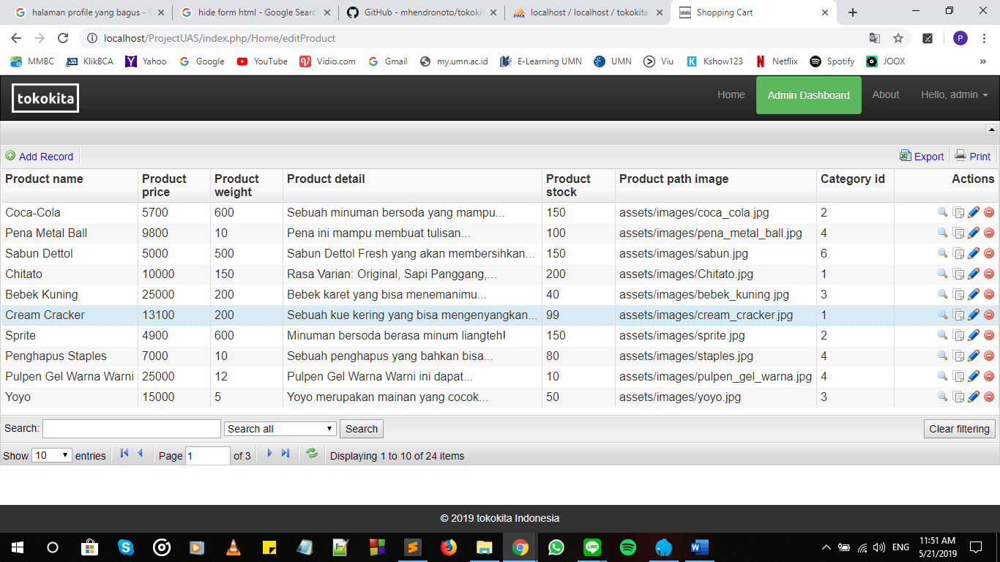 halaman profile yang bagus - G
hide form html - Google Searc
GitHub - mhendronoto/tokokit
localhost / localhost / tokokita
Shopping Cart
localhost/ProjectUAS/index.php/Home/editProduct
P
MMBC KlikBCA Yahoo Google YouTube Vidio.com Gmail my.umn.ac.id E-Learning UMN UMN Viu Kshow123 Netflix Spotify JOOX
tokokita Home Admin Dashboard About Hello, admin
Add Record Export Print
Product name Product price Product weight Product detail Product stock Product path image Category id Actions
Coca-Cola 5700 600 Sebuah minuman bersoda yang mampu... 150 assets/images/coca_cola.jpg 2
Pena Metal Ball 9800 10 Pena ini mampu membuat tulisan... 100 assets/images/pena_metal_ball.jpg 4
Sabun Dettol 5000 500 Sabun Dettol Fresh yang akan membersihkan... 150 assets/images/sabun.jpg 6
Chitato 10000 150 Rasa Varian: Original, Sapi Panggang,... 200 assets/images/Chitato.jpg 1
Bebek Kuning 25000 200 Bebek karet yang bisa menemanimu... 40 assets/images/bebek_kuning.jpg 3
Cream Cracker 13100 200 Sebuah kue kering yang bisa mengenyangkan... 99 assets/images/cream_cracker.jpg 1
Sprite 4900 600 Minuman bersoda berasa minum liangteh! 150 assets/images/sprite.jpg 2
Penghapus Staples 7000 10 Sebuah penghapus yang bahkan bisa... 80 assets/images/staples.jpg 4
Pulpen Gel Warna Warni 25000 12 Pulpen Gel Warna Warni ini dapat... 10 assets/images/pulpen_gel_warna.jpg 4
Yoyo 15000 5 Yoyo merupakan mainan yang cocok... 50 assets/images/yoyo.jpg 3
Search: Search all Search Clear filtering
Show 10 entries Page 1 of 3 Displaying 1 to 10 of 24 items
© 2019 tokokita Indonesia
ENG 11:51 AM
5/21/2019